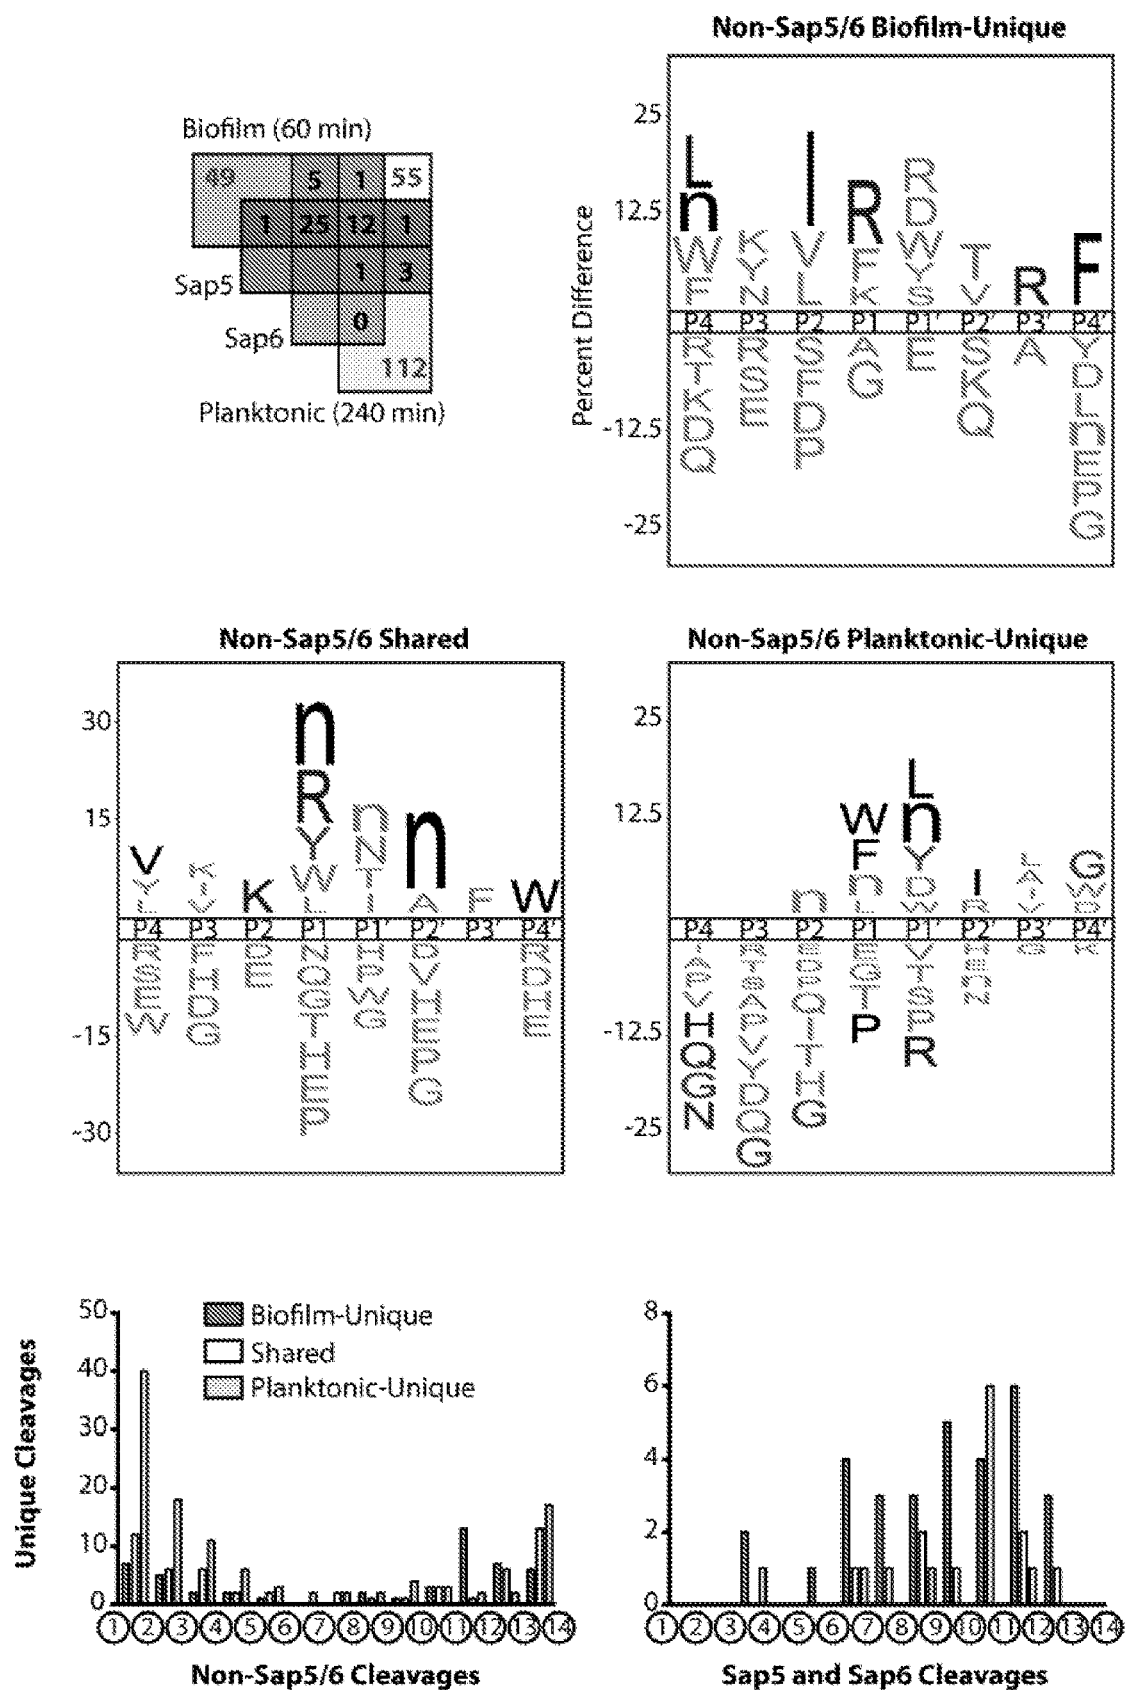 Non-Sap5/6 Biofilm-Unique
Biofilm (60 min)
49 5 1 55
1 25 12 1
1 3
Sap5
0
Sap6
112
Planktonic (240 min)
Percent Difference
25
12.5
-12.5
-25
L I R
n R D F
W K V F W T R
F Y L K Y V
N S
P4 P3 P2 P1 P1' P2' P3' P4'
R R S A E S A Y
T S F G K D
K E D Q L
D P n
Q E
P
G
Non-Sap5/6 Shared
30
15
-15
-30
n
R n
V Y N n
Y K W T
L I K L I A F W
V
P4 P3 P2 P1 P1' P2' P3' P4'
R F D N H D R
S H E Q P V D
E D G W H H
W G T G E E
H P
E G
P
Non-Sap5/6 Planktonic-Unique
25
12.5
-12.5
-25
L
W n
F Y
n n D I L G
L W R A W
P4 P3 P2 P1 P1' P2' P3' P4'
P V
H
Q
G
N
P V Y D Q G
P Q I T H G
E G T P
V T S P R
Unique Cleavages
50
40
30
20
10
0
Biofilm-Unique
Shared
Planktonic-Unique
1 2 3 4 5 6 7 8 9 10 11 12 13 14
Non-Sap5/6 Cleavages
8
6
4
2
0
1 2 3 4 5 6 7 8 9 10 11 12 13 14
Sap5 and Sap6 Cleavages